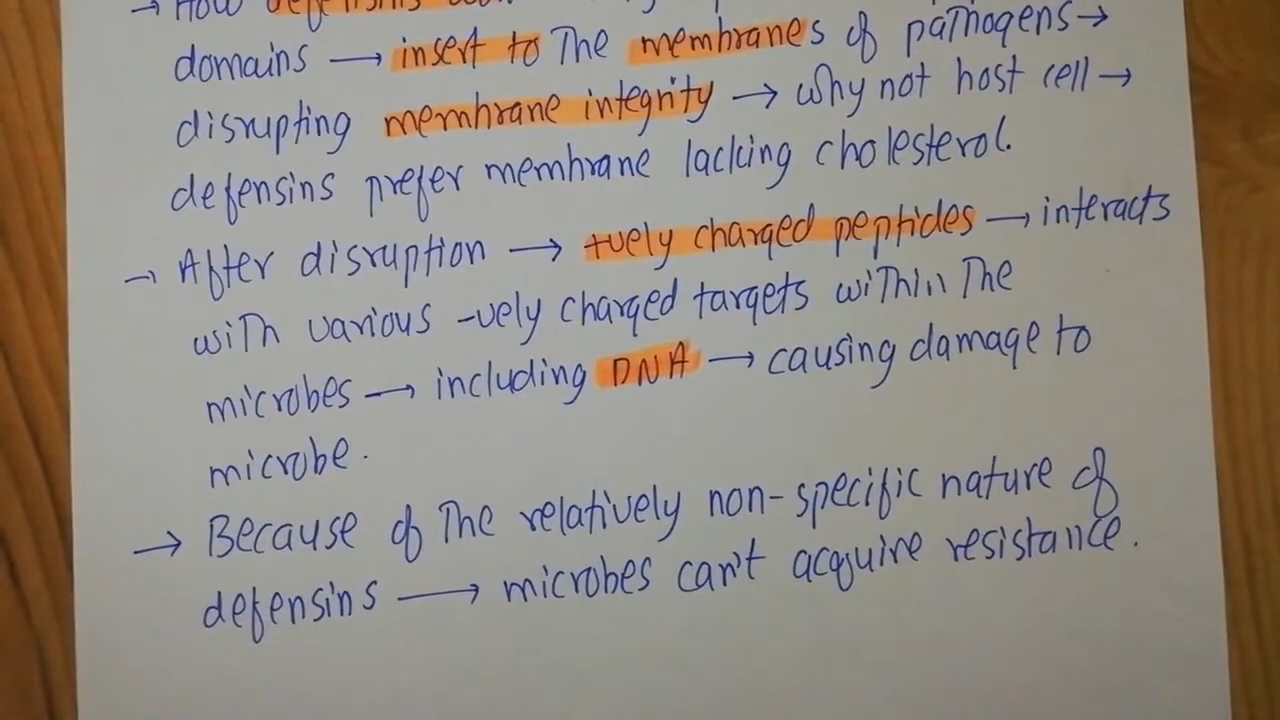 → How defensins
domains → insert to The membranes of pathogens →
disrupting membrane integrity → why not host cell →
defensins prefer membrane lacking cholesterol.
→ After disruption → +vely charged peptides → interacts
with various -vely charged targets within The
microbes → including DNA → causing damage to
microbe.
→ Because of The relatively non-specific nature of
defensins → microbes can't acquire resistance.